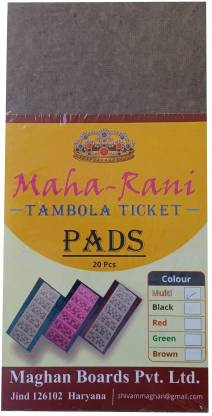 Maha-Rani
TAMBOLA TICKET
PADS
20 Pcs
Colour
Multi
Black
Red
Green
Brown
Maghan Boards Pvt. Ltd.
Jind 126102 Haryana
shivammaghan@gmail.com